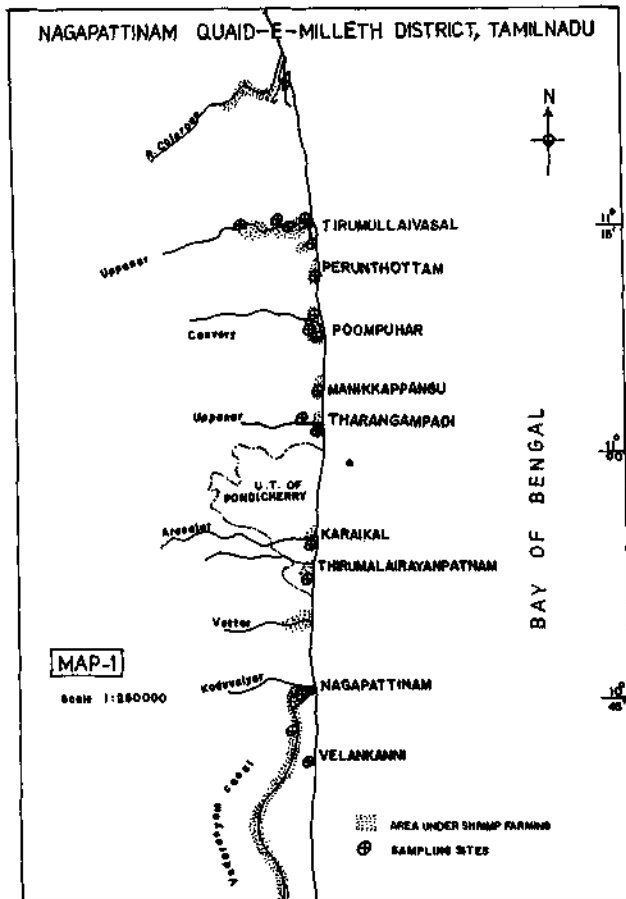 NAGAPATTINAM QUAID-E-MILLETH DISTRICT, TAMILNADU
N
R. Coleroon
11°
15'
TIRUMULLAIVASAL
Uppanar
PERUNTHOTTAM
Cauvery
POOMPUHAR
MANIKKAPPANGU
Uppanar
THARANGAMPADI
11°
00'
U.T. OF
PONDICHERRY
BAY OF BENGAL
Arasalar
KARAIKAL
THIRUMALAIRAYANPATNAM
Vettar
MAP-1
Scale 1:250000
Koduvaiyar
NAGAPATTINAM
10°
45'
VELANKANNI
Vedaranyam canal
AREA UNDER SHRIMP FARMING
SAMPLING SITES